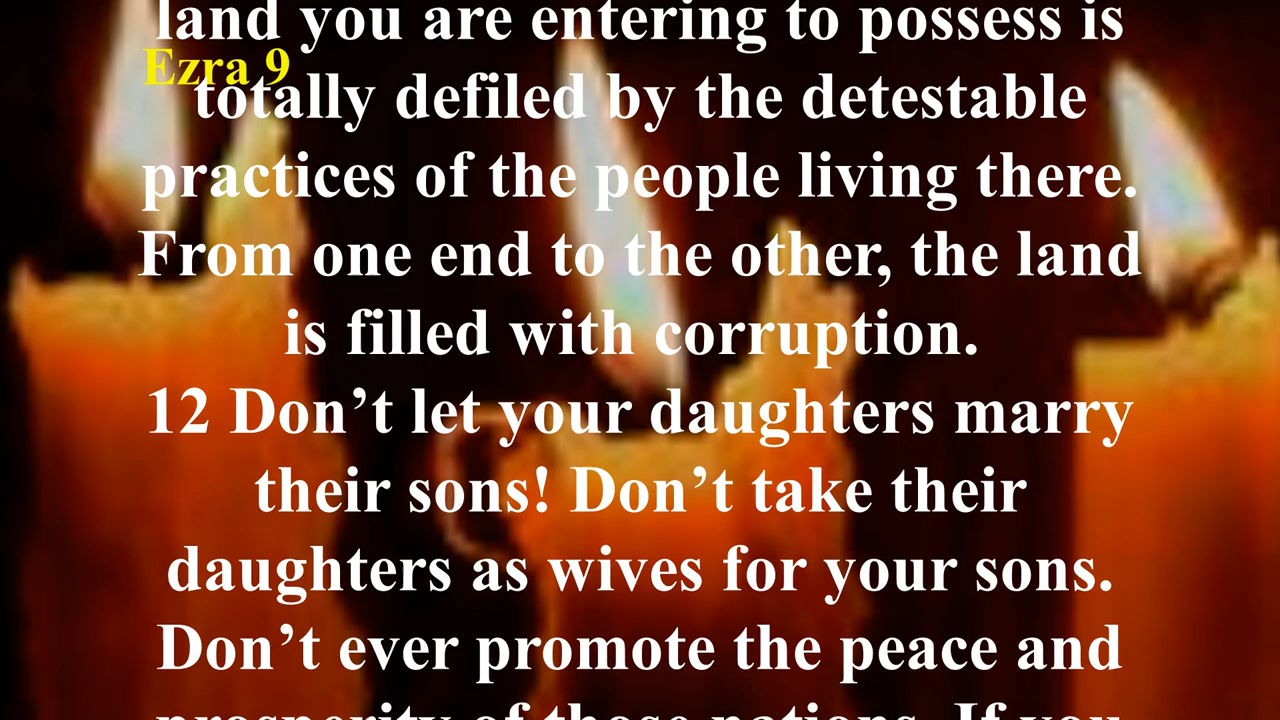 land you are entering to possess is
Ezra 9
totally defiled by the detestable
practices of the people living there.
From one end to the other, the land
is filled with corruption.
12 Don’t let your daughters marry
their sons! Don’t take their
daughters as wives for your sons.
Don’t ever promote the peace and
prosperity of those nations. If you